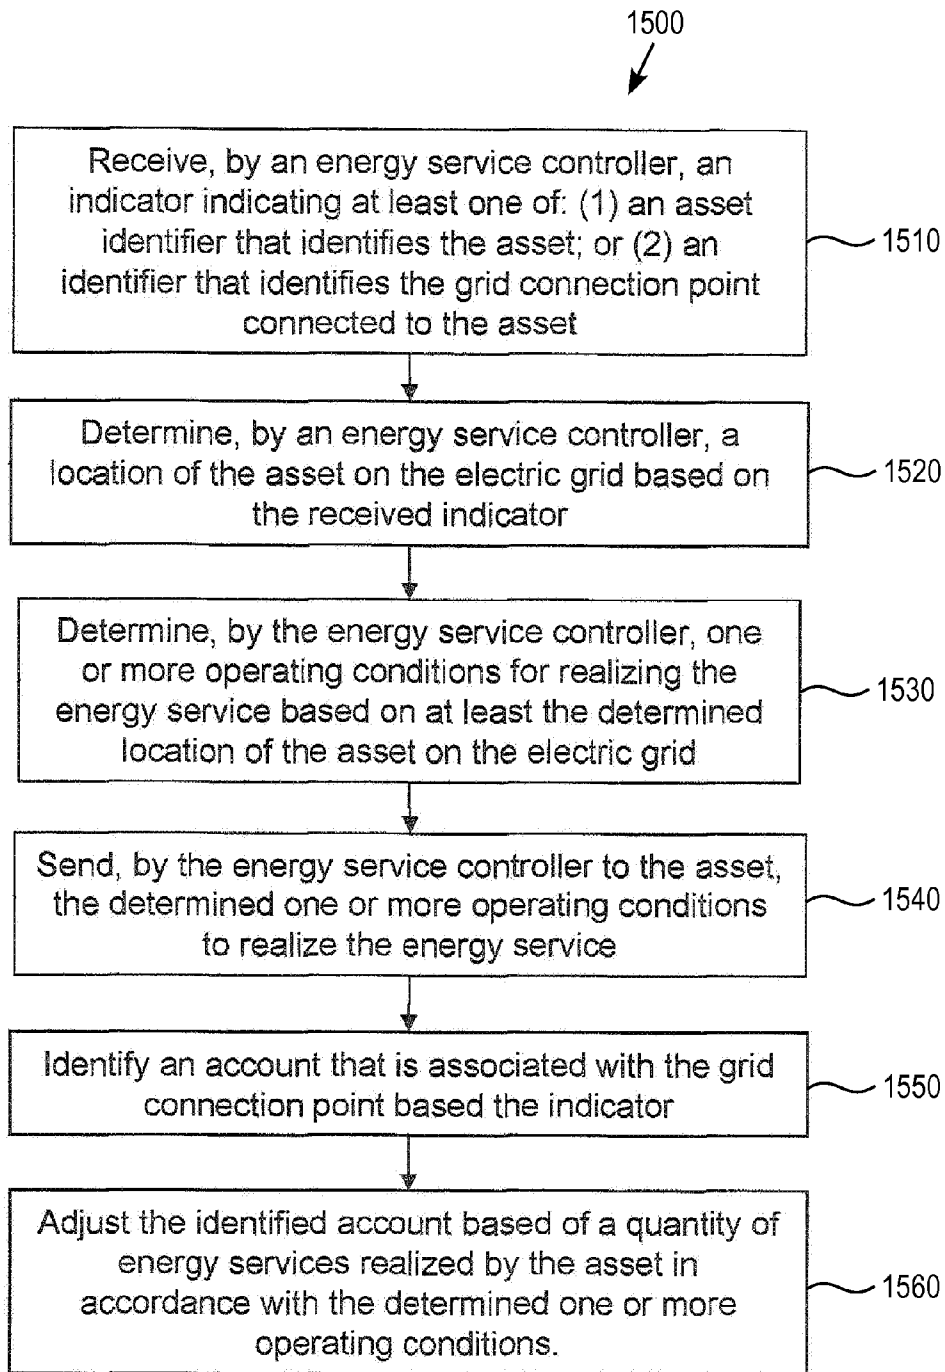 1500
Receive, by an energy service controller, an
indicator indicating at least one of: (1) an asset
identifier that identifies the asset; or (2) an
identifier that identifies the grid connection point
connected to the asset
1510
Determine, by an energy service controller, a
location of the asset on the electric grid based on
the received indicator
1520
Determine, by the energy service controller, one
or more operating conditions for realizing the
energy service based on at least the determined
location of the asset on the electric grid
1530
Send, by the energy service controller to the asset,
the determined one or more operating conditions
to realize the energy service
1540
Identify an account that is associated with the grid
connection point based the indicator
1550
Adjust the identified account based of a quantity of
energy services realized by the asset in
accordance with the determined one or more
operating conditions.
1560